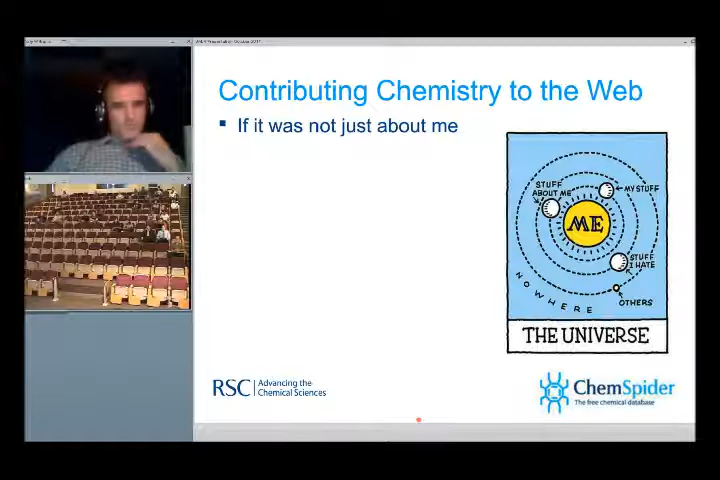 Contributing Chemistry to the Web
▪ If it was not just about me
STUFF
ABOUT ME
MY STUFF
ME
STUFF
I HATE
NOWHERE
OTHERS
THE UNIVERSE
RSC | Advancing the
Chemical Sciences
ChemSpider
The free chemical database